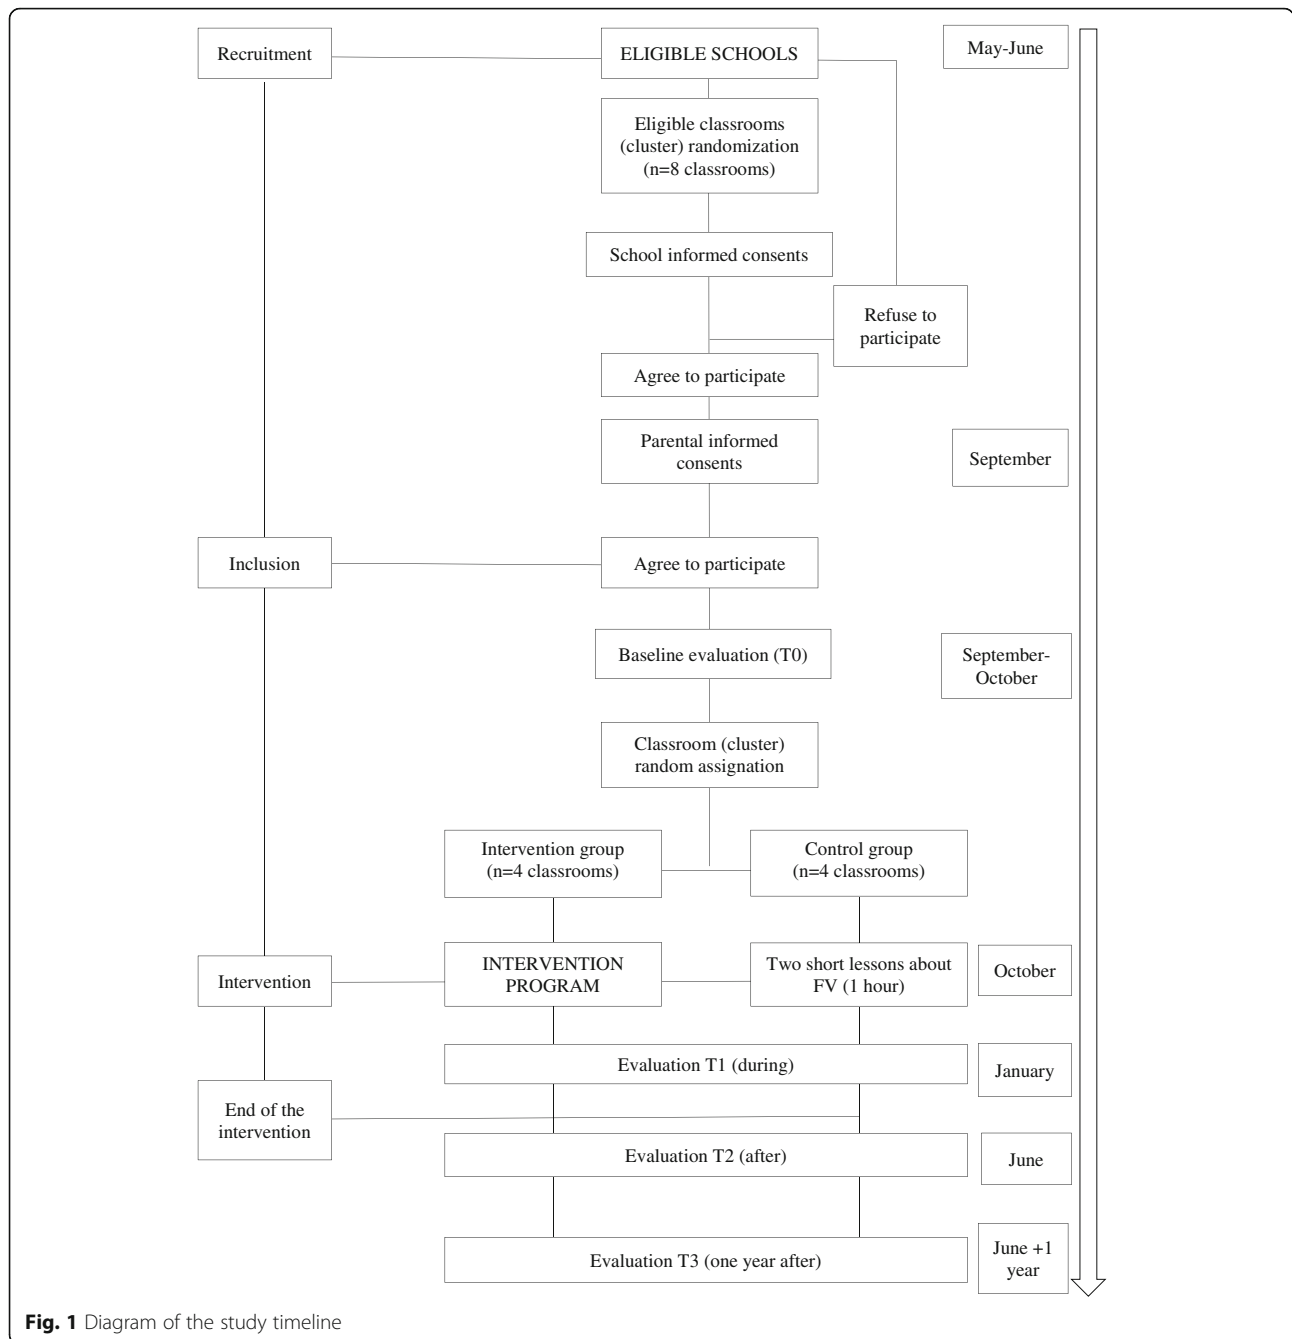 Recruitment
ELIGIBLE SCHOOLS
May-June
Eligible classrooms
(cluster) randomization
(n=8 classrooms)
School informed consents
Refuse to
participate
Agree to participate
Parental informed
consents
September
Inclusion
Agree to participate
Baseline evaluation (T0)
September-
October
Classroom (cluster)
random assignation
Intervention group
(n=4 classrooms)
Control group
(n=4 classrooms)
Intervention
INTERVENTION
PROGRAM
Two short lessons about
FV (1 hour)
October
Evaluation T1 (during)
January
End of the
intervention
Evaluation T2 (after)
June
Evaluation T3 (one year after)
June +1
year
Fig. 1 Diagram of the study timeline